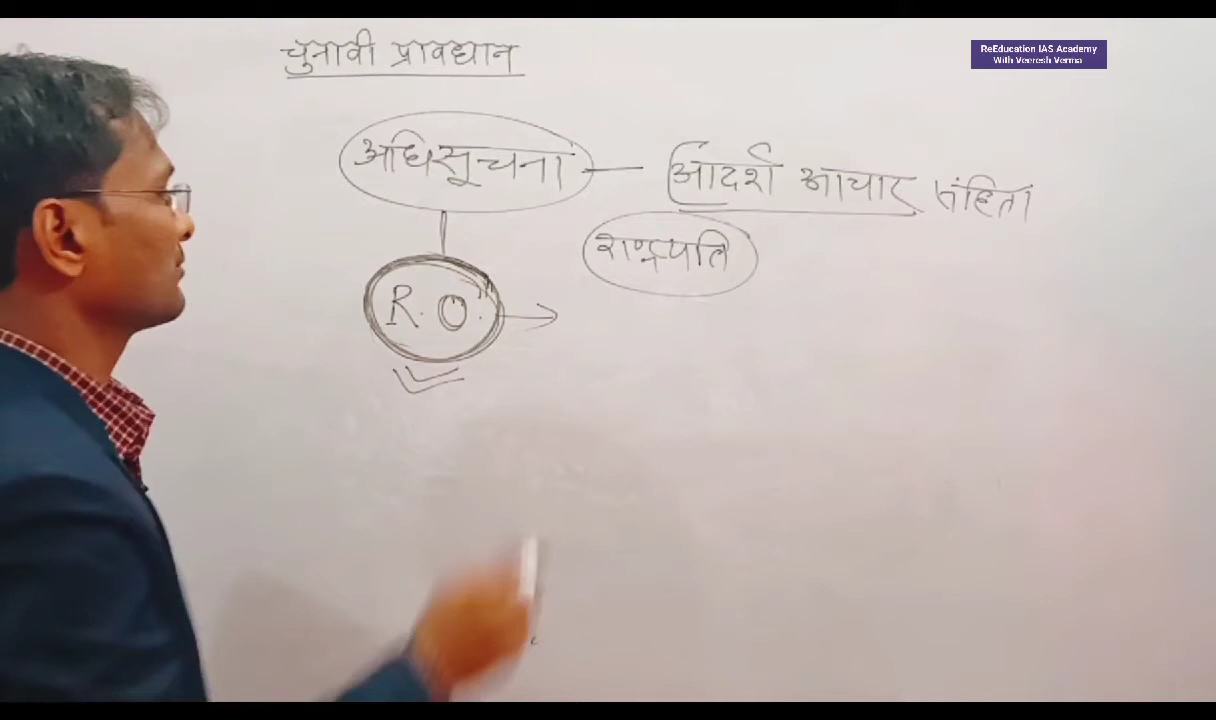 चुनावी प्रावधान
ReEducation IAS Academy
With Veeresh Verma
अधिसूचना — आदर्श आचार संहिता
राष्ट्रपति
R.O.